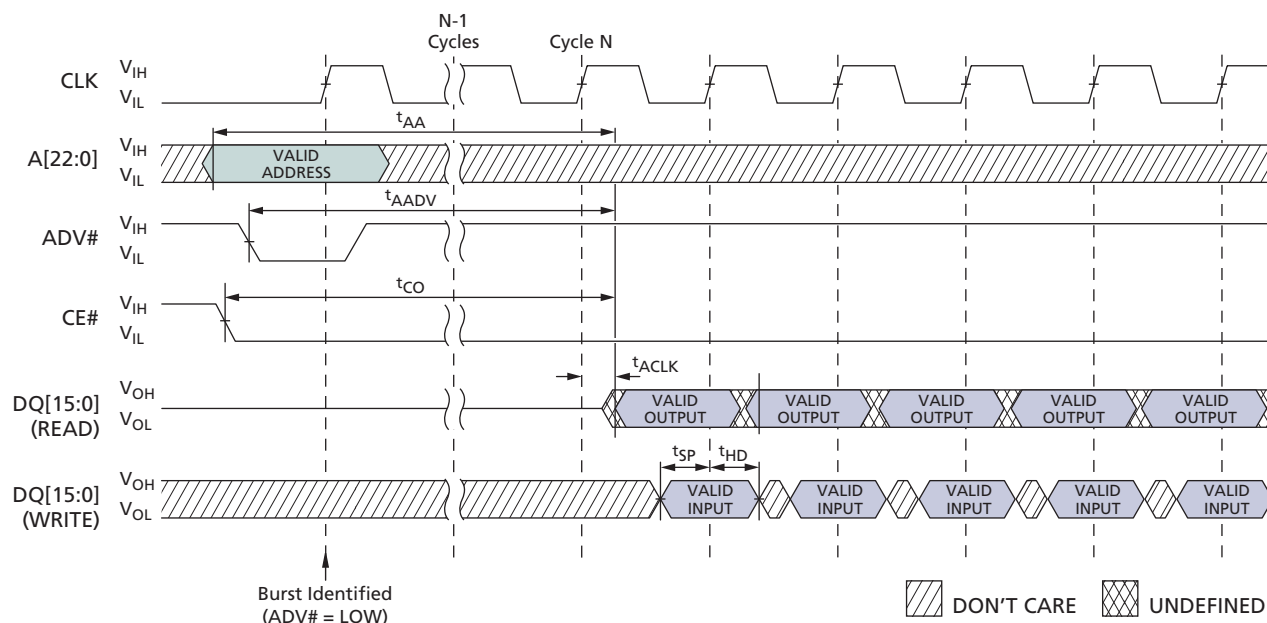 N-1
Cycles
Cycle N
CLK
VIH
VIL
tAA
A[22:0]
VIH
VIL
VALID
ADDRESS
tAADV
ADV#
VIH
VIL
tCO
CE#
VIH
VIL
tACLK
DQ[15:0]
(READ)
VOH
VOL
VALID
OUTPUT
VALID
OUTPUT
VALID
OUTPUT
VALID
OUTPUT
VALID
OUTPUT
tSP
tHD
DQ[15:0]
(WRITE)
VOH
VOL
VALID
INPUT
VALID
INPUT
VALID
INPUT
VALID
INPUT
VALID
INPUT
Burst Identified
(ADV# = LOW)
DON'T CARE
UNDEFINED